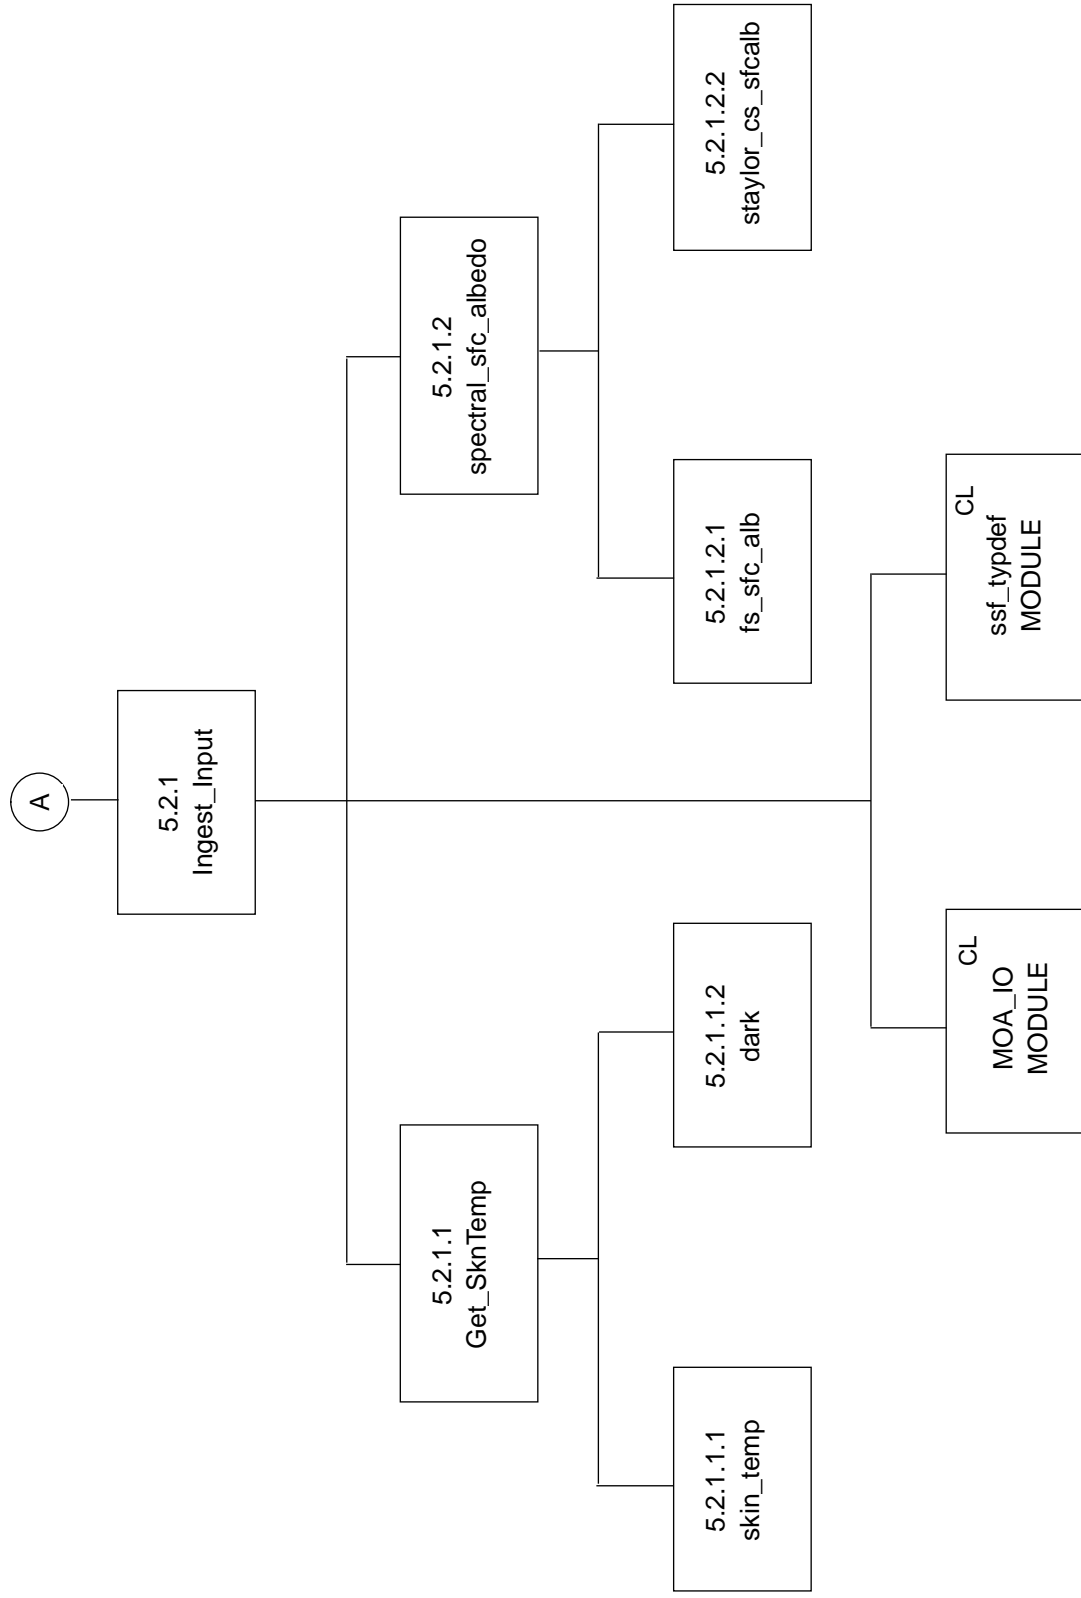 A
5.2.1
Ingest_Input
5.2.1.1
Get_SknTemp
5.2.1.2
spectral_sfc_albedo
5.2.1.1.1
skin_temp
5.2.1.1.2
dark
5.2.1.2.1
fs_sfc_alb
5.2.1.2.2
staylor_cs_sfcalb
CL
MOA_IO
MODULE
CL
ssf_typdef
MODULE